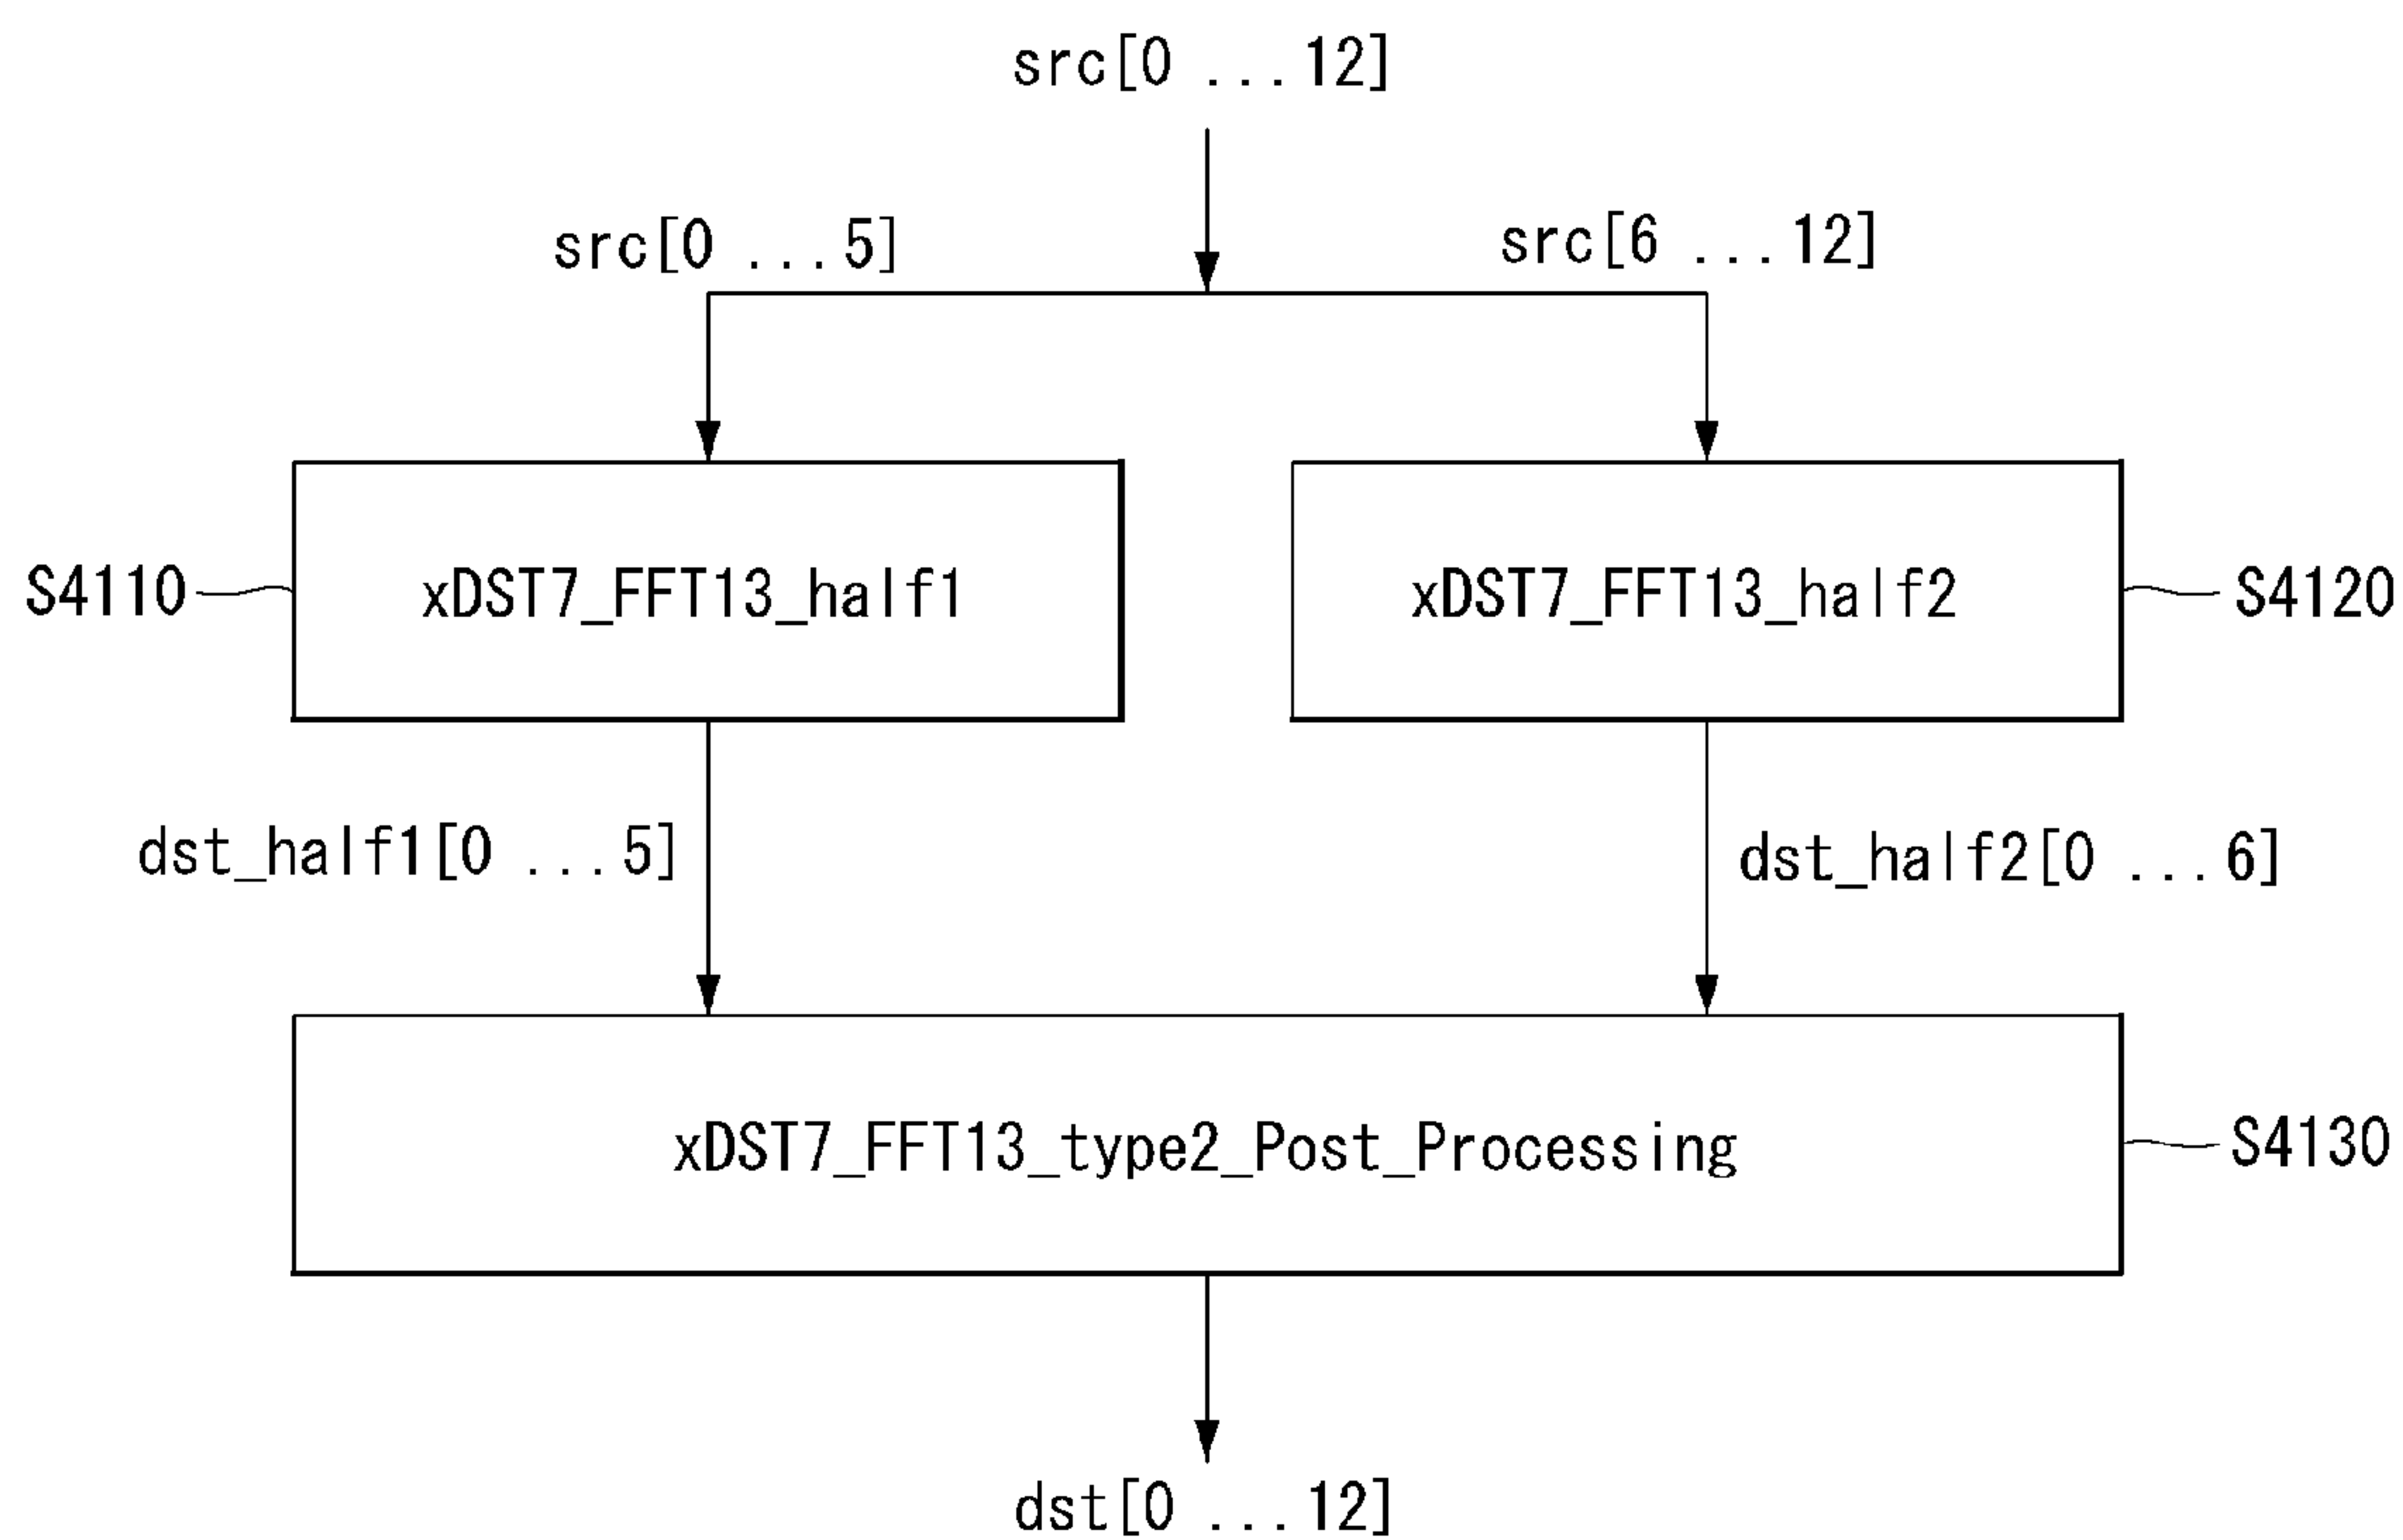 src[0 ...12]
src[0 ...5]
src[6 ...12]
S4110
xDST7_FFT13_half1
xDST7_FFT13_half2
S4120
dst_half1[0 ...5]
dst_half2[0 ...6]
xDST7_FFT13_type2_Post_Processing
S4130
dst[0 ...12]